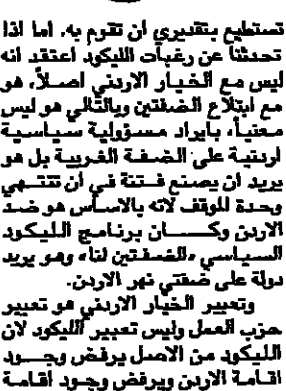 تستطيع بتقديري ان تقوم به. اما اذا
تحدثنا عن رغبات الليكود اعتقد انه
ليس مع الخيار الاردني اصلاً، هو
مع ابتلاع الضفتين وبالتالي هو ليس
معنياً، بايراد مسؤولية سياسية
اردنية على الضفة الغربية بل هو
يريد ان يصنع فتنة في ان تنتهي
وحدة للوقف لانه بالاساس هو ضد
الاردن وكان برنامج الليكود
السياسي «الضفتين لنا» وهو يريد
دولة على ضفتي نهر الاردن.
وتعبير الخيار الاردني هو تعبير
حزب العمل وليس تعبير الليكود لان
الليكود من الاصل يرفض وجود
اقامة الاردن ويرفض وجود اقامة